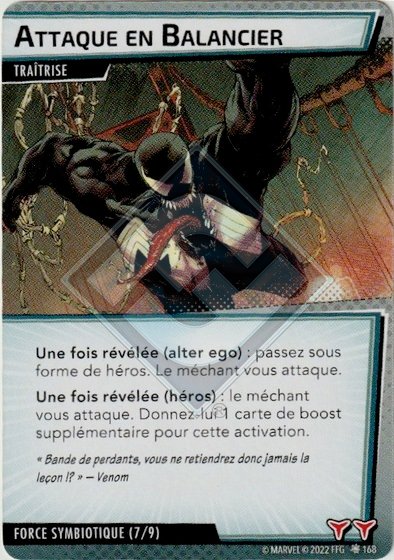 Attaque en Balancier
TRAÎTRISE
Une fois révélée (alter ego) : passez sous
forme de héros. Le méchant vous attaque.
Une fois révélée (héros) : le méchant
vous attaque. Donnez-lui 1 carte de boost
supplémentaire pour cette activation.
« Bande de perdants, vous ne retiendrez donc jamais la
leçon !? » – Venom
FORCE SYMBIOTIQUE (7/9)
© MARVEL © 2022 FFG 168